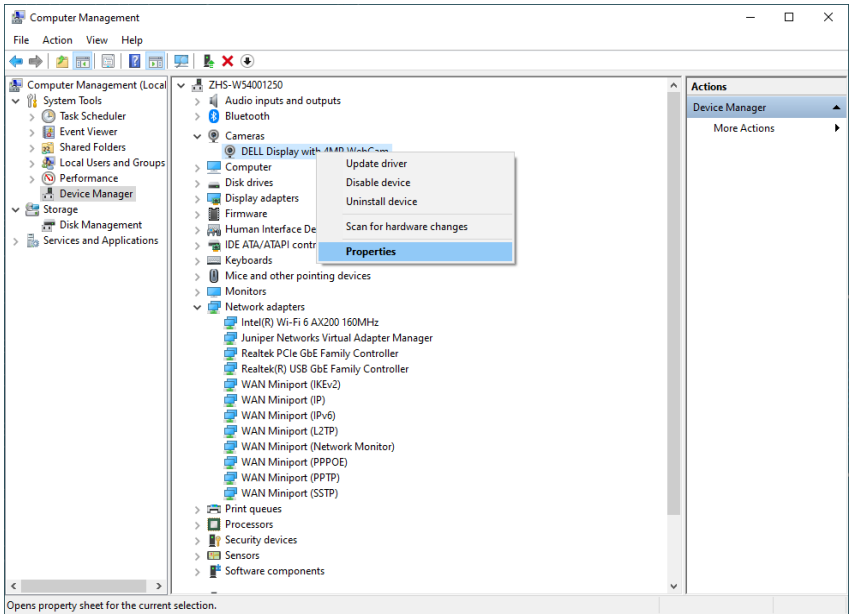 Computer Management
File Action View Help
Computer Management (Local
System Tools
Task Scheduler
Event Viewer
Shared Folders
Local Users and Groups
Performance
Device Manager
Storage
Disk Management
Services and Applications
ZHS-W54001250
Audio inputs and outputs
Bluetooth
Cameras
DELL Display with 4MP WebCam
Computer
Disk drives
Display adapters
Firmware
Human Interface De
IDE ATA/ATAPI contr
Keyboards
Mice and other pointing devices
Monitors
Network adapters
Intel(R) Wi-Fi 6 AX200 160MHz
Juniper Networks Virtual Adapter Manager
Realtek PCIe GbE Family Controller
Realtek(R) USB GbE Family Controller
WAN Miniport (IKEv2)
WAN Miniport (IP)
WAN Miniport (IPv6)
WAN Miniport (L2TP)
WAN Miniport (Network Monitor)
WAN Miniport (PPPOE)
WAN Miniport (PPTP)
WAN Miniport (SSTP)
Print queues
Processors
Security devices
Sensors
Software components
Update driver
Disable device
Uninstall device
Scan for hardware changes
Properties
Actions
Device Manager
More Actions
Opens property sheet for the current selection.